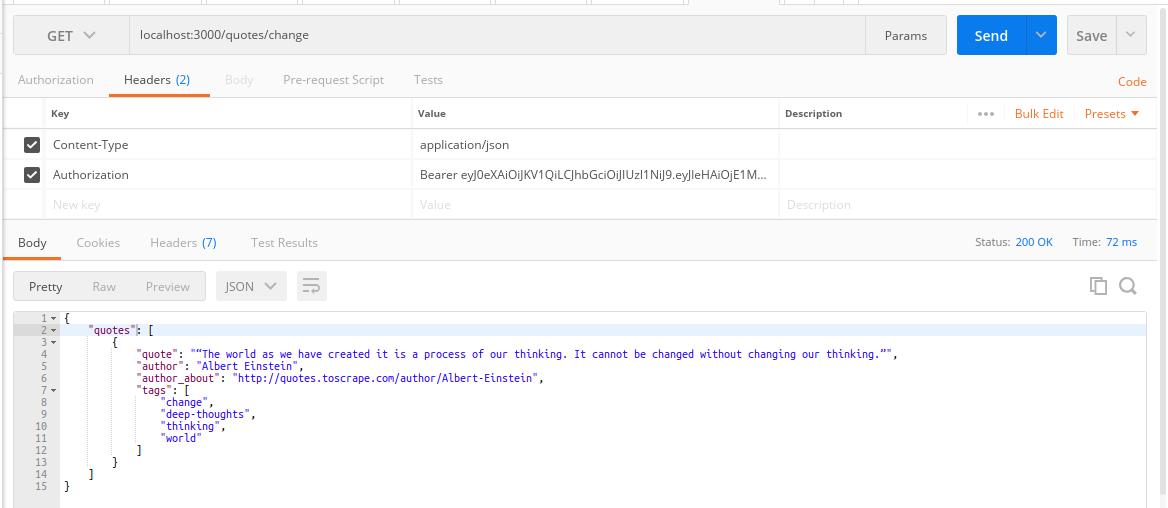 GET localhost:3000/quotes/change Params Send Save
Authorization Headers (2) Body Pre-request Script Tests Code
Key Value Description ••• Bulk Edit Presets
Content-Type application/json
Authorization Bearer eyJ0eXAiOiJKV1QiLCJhbGciOiJIUzI1NiJ9.eyJleHAiOjE1M...
New key Value Description
Body Cookies Headers (7) Test Results Status: 200 OK Time: 72 ms
Pretty Raw Preview JSON
1 {
2 "quotes": [
3 {
4 "quote": "“The world as we have created it is a process of our thinking. It cannot be changed without changing our thinking.”",
5 "author": "Albert Einstein",
6 "author_about": "http://quotes.toscrape.com/author/Albert-Einstein",
7 "tags": [
8 "change",
9 "deep-thoughts",
10 "thinking",
11 "world"
12 ]
13 }
14 ]
15 }